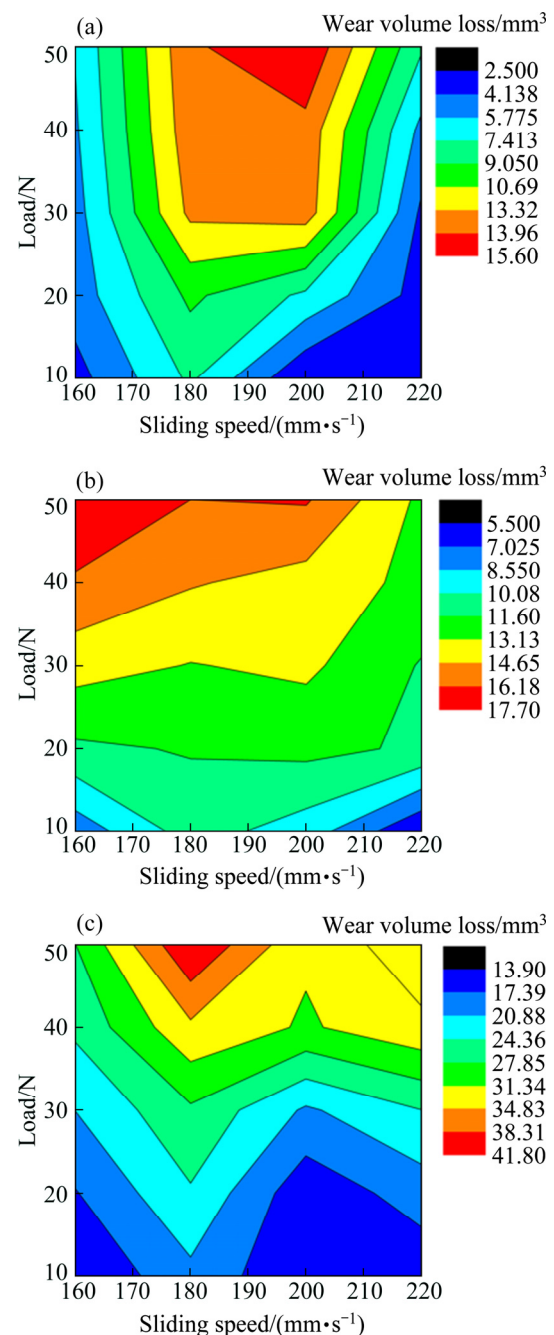 (a)
Wear volume loss/mm³
50
40
30
20
10
Load/N
2.500
4.138
5.775
7.413
9.050
10.69
13.32
13.96
15.60
160 170 180 190 200 210 220
Sliding speed/(mm•s⁻¹)
(b)
Wear volume loss/mm³
50
40
30
20
10
Load/N
5.500
7.025
8.550
10.08
11.60
13.13
14.65
16.18
17.70
160 170 180 190 200 210 220
Sliding speed/(mm•s⁻¹)
(c)
Wear volume loss/mm³
50
40
30
20
10
Load/N
13.90
17.39
20.88
24.36
27.85
31.34
34.83
38.31
41.80
160 170 180 190 200 210 220
Sliding speed/(mm•s⁻¹)